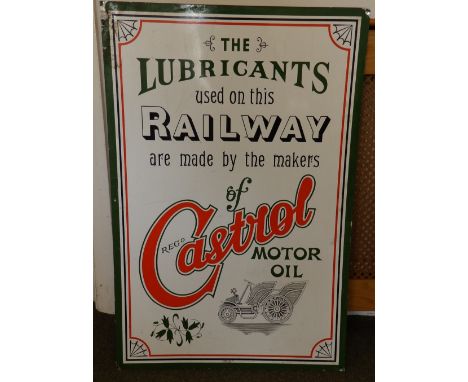 THE
LUBRICANTS
used on this
RAILWAY
are made by the makers
of
REGD
Castrol
MOTOR
OIL